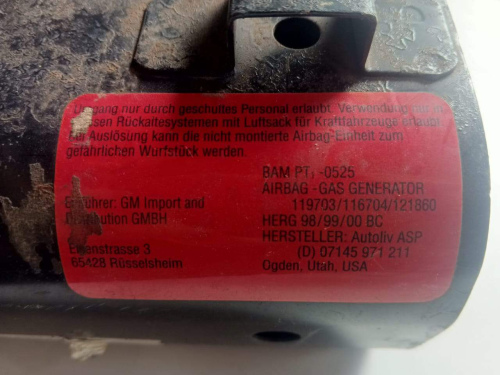 Umgang nur durch geschultes Personal erlaubt. Verwendung nur in
diesen Rückaltesystemen mit Luftsack für Kraftfahrzeuge erlaubt
Bei Auslösung kann die nicht montierte Airbag-Einheit zum
gefährlichen Wurfstück werden.
BAM PT -0525
AIRBAG - GAS GENERATOR
119703/116704/121860
HERG 98/99/00 BC
HERSTELLER: Autoliv ASP
(D) 07145 971 211
Ogden, Utah, USA
Einführer: GM Import and
Distribution GMBH
Eisenstrasse 3
65428 Rüsselsheim